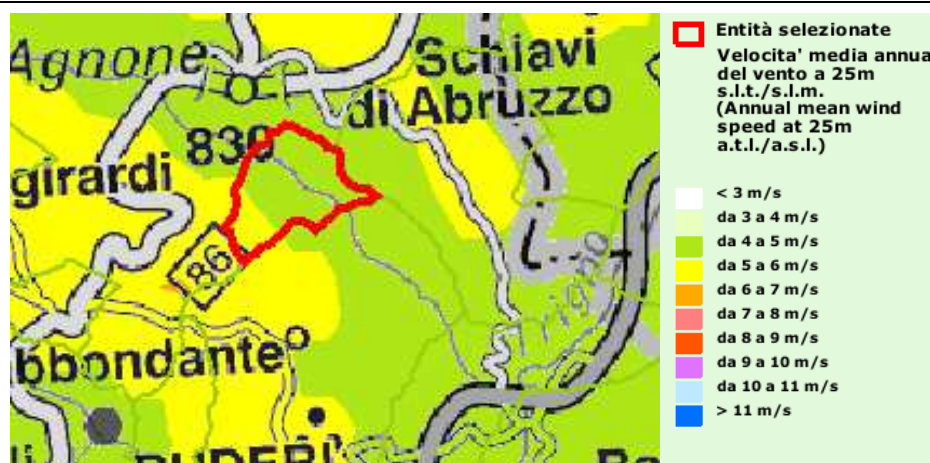 Agnone
Schiavi
di Abruzzo
830
girardi
86
bbondante
Entità selezionate
Velocita' media annua
del vento a 25m
s.l.t./s.l.m.
(Annual mean wind
speed at 25m
a.t.l./a.s.l.)
< 3 m/s
da 3 a 4 m/s
da 4 a 5 m/s
da 5 a 6 m/s
da 6 a 7 m/s
da 7 a 8 m/s
da 8 a 9 m/s
da 9 a 10 m/s
da 10 a 11 m/s
> 11 m/s